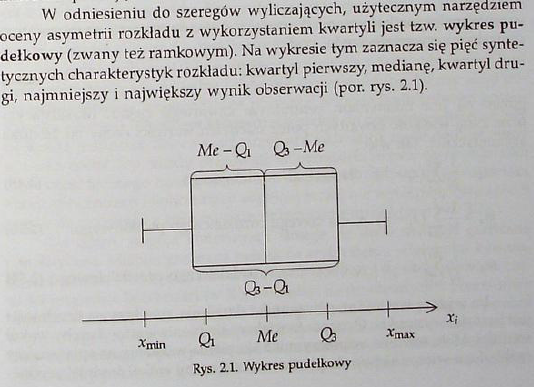 W odniesieniu do szeregów wyliczających, użytecznym narzędziem
oceny asymetrii rozkładu z wykorzystaniem kwartyli jest tzw. wykres pu-
dełkowy (zwany też ramkowym). Na wykresie tym zaznacza się pięć synte-
tycznych charakterystyk rozkładu: kwartyl pierwszy, medianę, kwartyl dru-
gi, najmniejszy i największy wynik obserwacji (por. rys. 2.1).
Me – Q₁ Q₃ – Me
Q₃ – Q₁
xᵢ
x_min Q₁ Me Q₃ x_max
Rys. 2.1. Wykres pudełkowy